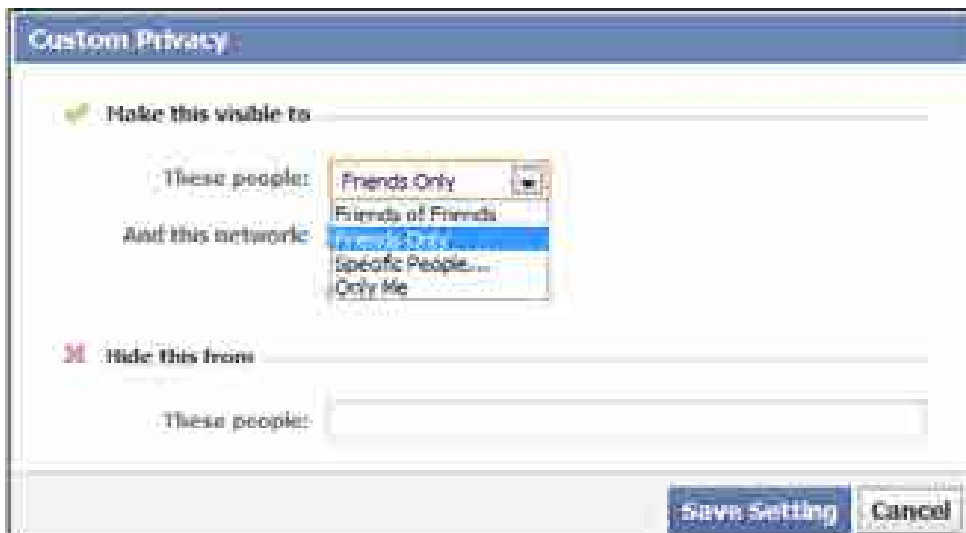 Custom Privacy
Make this visible to
These people: Friends Only
Friends of Friends
And this network:
Friends Only
Specific People...
Only Me
Hide this from
These people:
Save Setting Cancel